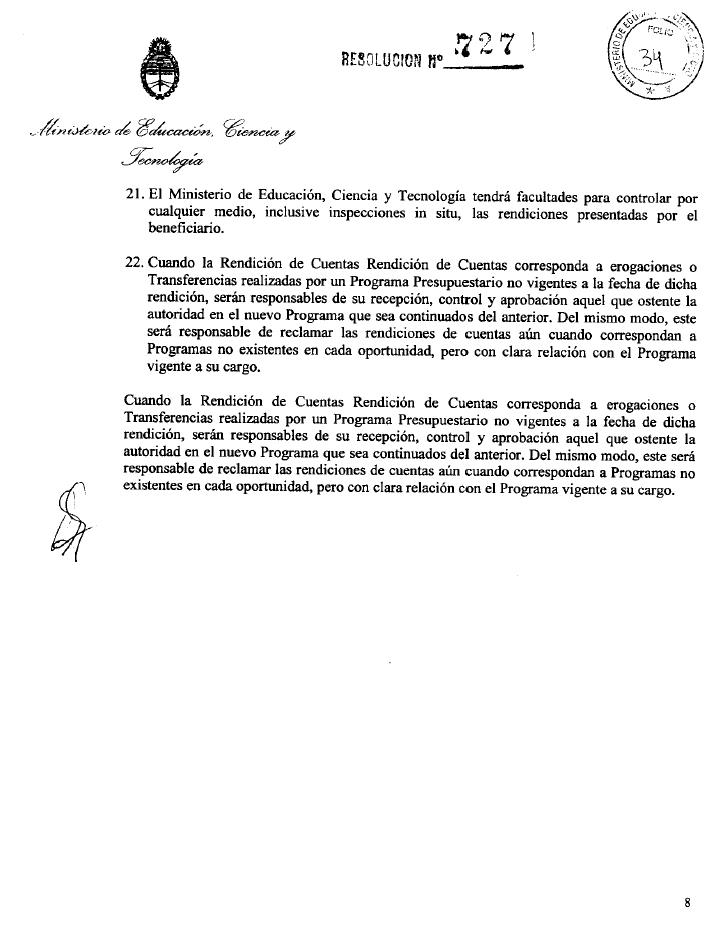 RESOLUCION Nº 727
MINISTERIO DE EDU
FOLIO
34
Ministerio de Educación, Ciencia y
Tecnología
21. El Ministerio de Educación, Ciencia y Tecnología tendrá facultades para controlar por
cualquier medio, inclusive inspecciones in situ, las rendiciones presentadas por el
beneficiario.
22. Cuando la Rendición de Cuentas Rendición de Cuentas corresponda a erogaciones o
Transferencias realizadas por un Programa Presupuestario no vigentes a la fecha de dicha
rendición, serán responsables de su recepción, control y aprobación aquel que ostente la
autoridad en el nuevo Programa que sea continuados del anterior. Del mismo modo, este
será responsable de reclamar las rendiciones de cuentas aún cuando correspondan a
Programas no existentes en cada oportunidad, pero con clara relación con el Programa
vigente a su cargo.
Cuando la Rendición de Cuentas Rendición de Cuentas corresponda a erogaciones o
Transferencias realizadas por un Programa Presupuestario no vigentes a la fecha de dicha
rendición, serán responsables de su recepción, control y aprobación aquel que ostente la
autoridad en el nuevo Programa que sea continuados del anterior. Del mismo modo, este será
responsable de reclamar las rendiciones de cuentas aún cuando correspondan a Programas no
existentes en cada oportunidad, pero con clara relación con el Programa vigente a su cargo.
8